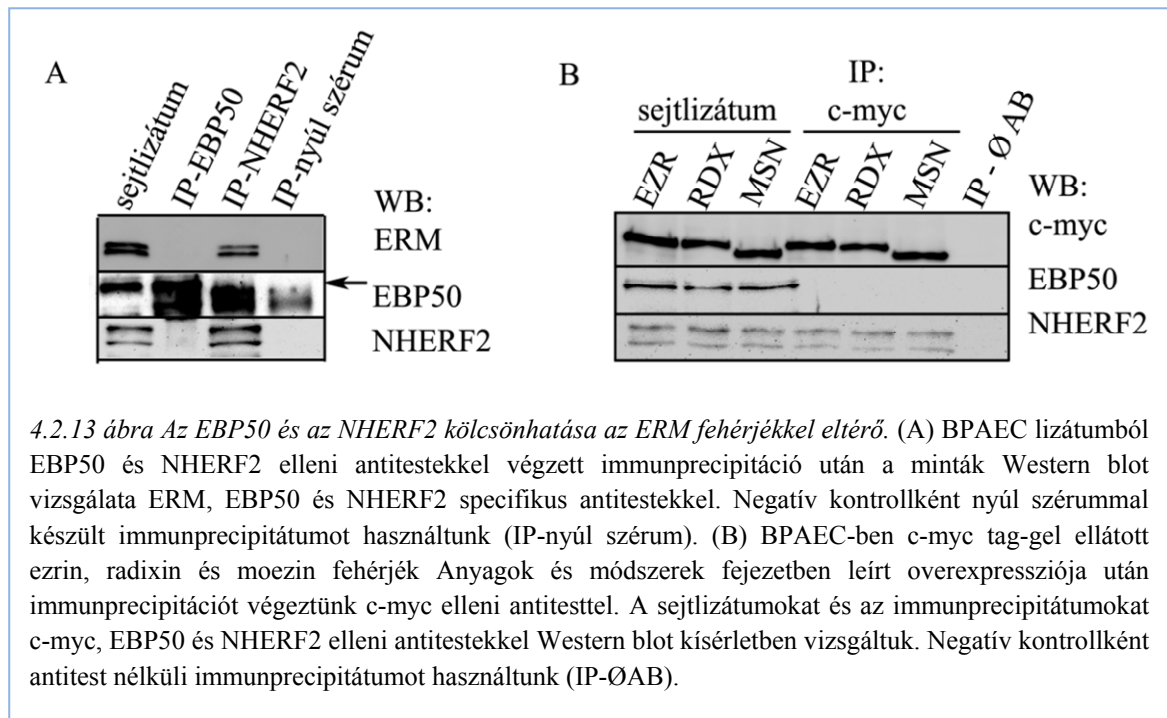 A
sejtlizátum
IP-EBP50
IP-NHERF2
IP-nyúl szérum
WB:
ERM
EBP50
NHERF2
B
IP:
sejtlizátum c-myc
EZR
RDX
MSN
EZR
RDX
MSN
IP - Ø AB
WB:
c-myc
EBP50
NHERF2
4.2.13 ábra Az EBP50 és az NHERF2 kölcsönhatása az ERM fehérjékkel eltérő. (A) BPAEC lizátumból
EBP50 és NHERF2 elleni antitestekkel végzett immunprecipitáció után a minták Western blot
vizsgálata ERM, EBP50 és NHERF2 specifikus antitestekkel. Negatív kontrollként nyúl szérummal
készült immunprecipitátumot használtunk (IP-nyúl szérum). (B) BPAEC-ben c-myc tag-gel ellátott
ezrin, radixin és moezin fehérjék Anyagok és módszerek fejezetben leírt overexpressziója után
immunprecipitációt végeztünk c-myc elleni antitesttel. A sejtlizátumokat és az immunprecipitátumokat
c-myc, EBP50 és NHERF2 elleni antitestekkel Western blot kísérletben vizsgáltuk. Negatív kontrollként
antitest nélküli immunprecipitátumot használtunk (IP-ØAB).